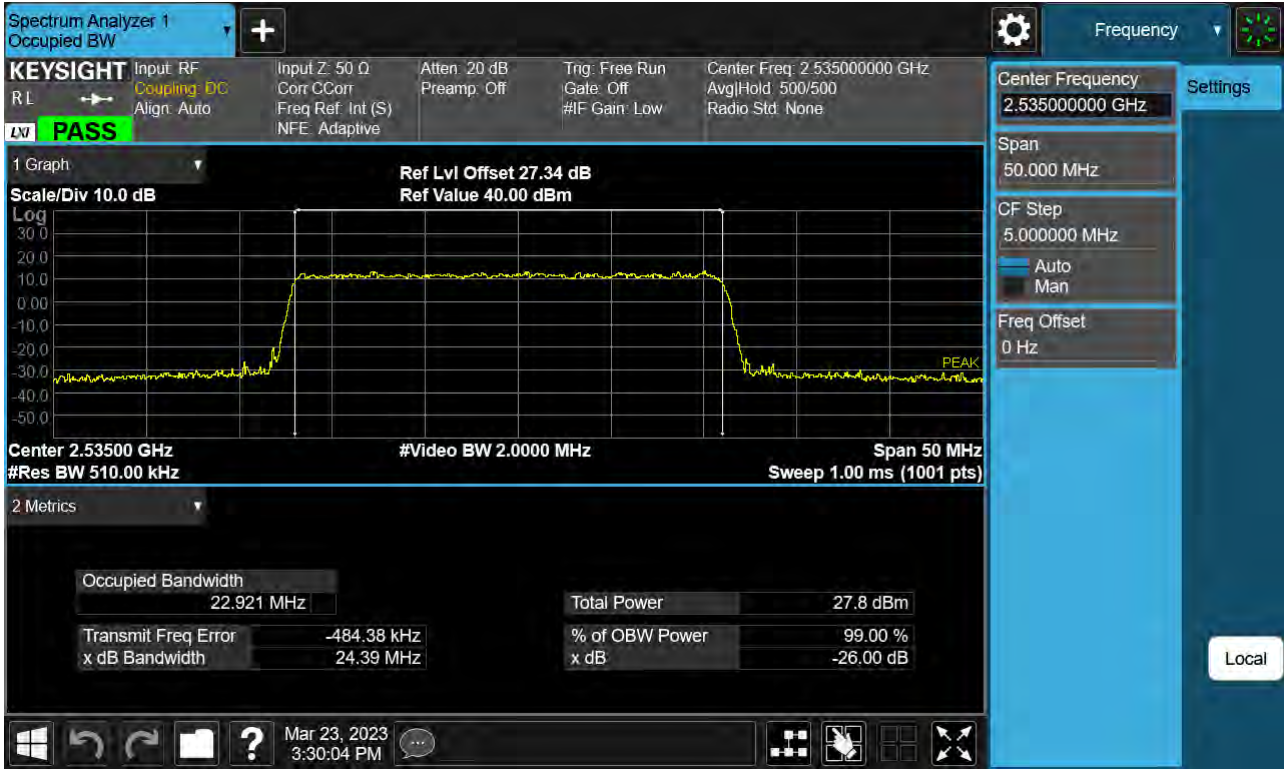 Spectrum Analyzer 1
Occupied BW
Frequency
KEYSIGHT
R L
LXI
PASS
Input: RF
Coupling: DC
Align: Auto
Input Z: 50 Ω
Corr CCorr
Freq Ref: Int (S)
NFE: Adaptive
Atten: 20 dB
Preamp: Off
Trig: Free Run
Gate: Off
#IF Gain: Low
Center Freq: 2.535000000 GHz
Avg|Hold: 500/500
Radio Std: None
Center Frequency
2.535000000 GHz
Settings
Span
50.000 MHz
CF Step
5.000000 MHz
Auto
Man
Freq Offset
0 Hz
Local
1 Graph
Scale/Div 10.0 dB
Ref Lvl Offset 27.34 dB
Ref Value 40.00 dBm
Log
30.0
20.0
10.0
0.00
-10.0
-20.0
-30.0
-40.0
-50.0
PEAK
Center 2.53500 GHz
#Video BW 2.0000 MHz
Span 50 MHz
#Res BW 510.00 kHz
Sweep 1.00 ms (1001 pts)
2 Metrics
Occupied Bandwidth
22.921 MHz
Total Power 27.8 dBm
Transmit Freq Error -484.38 kHz
% of OBW Power 99.00 %
x dB Bandwidth 24.39 MHz
x dB -26.00 dB
?
Mar 23, 2023
3:30:04 PM